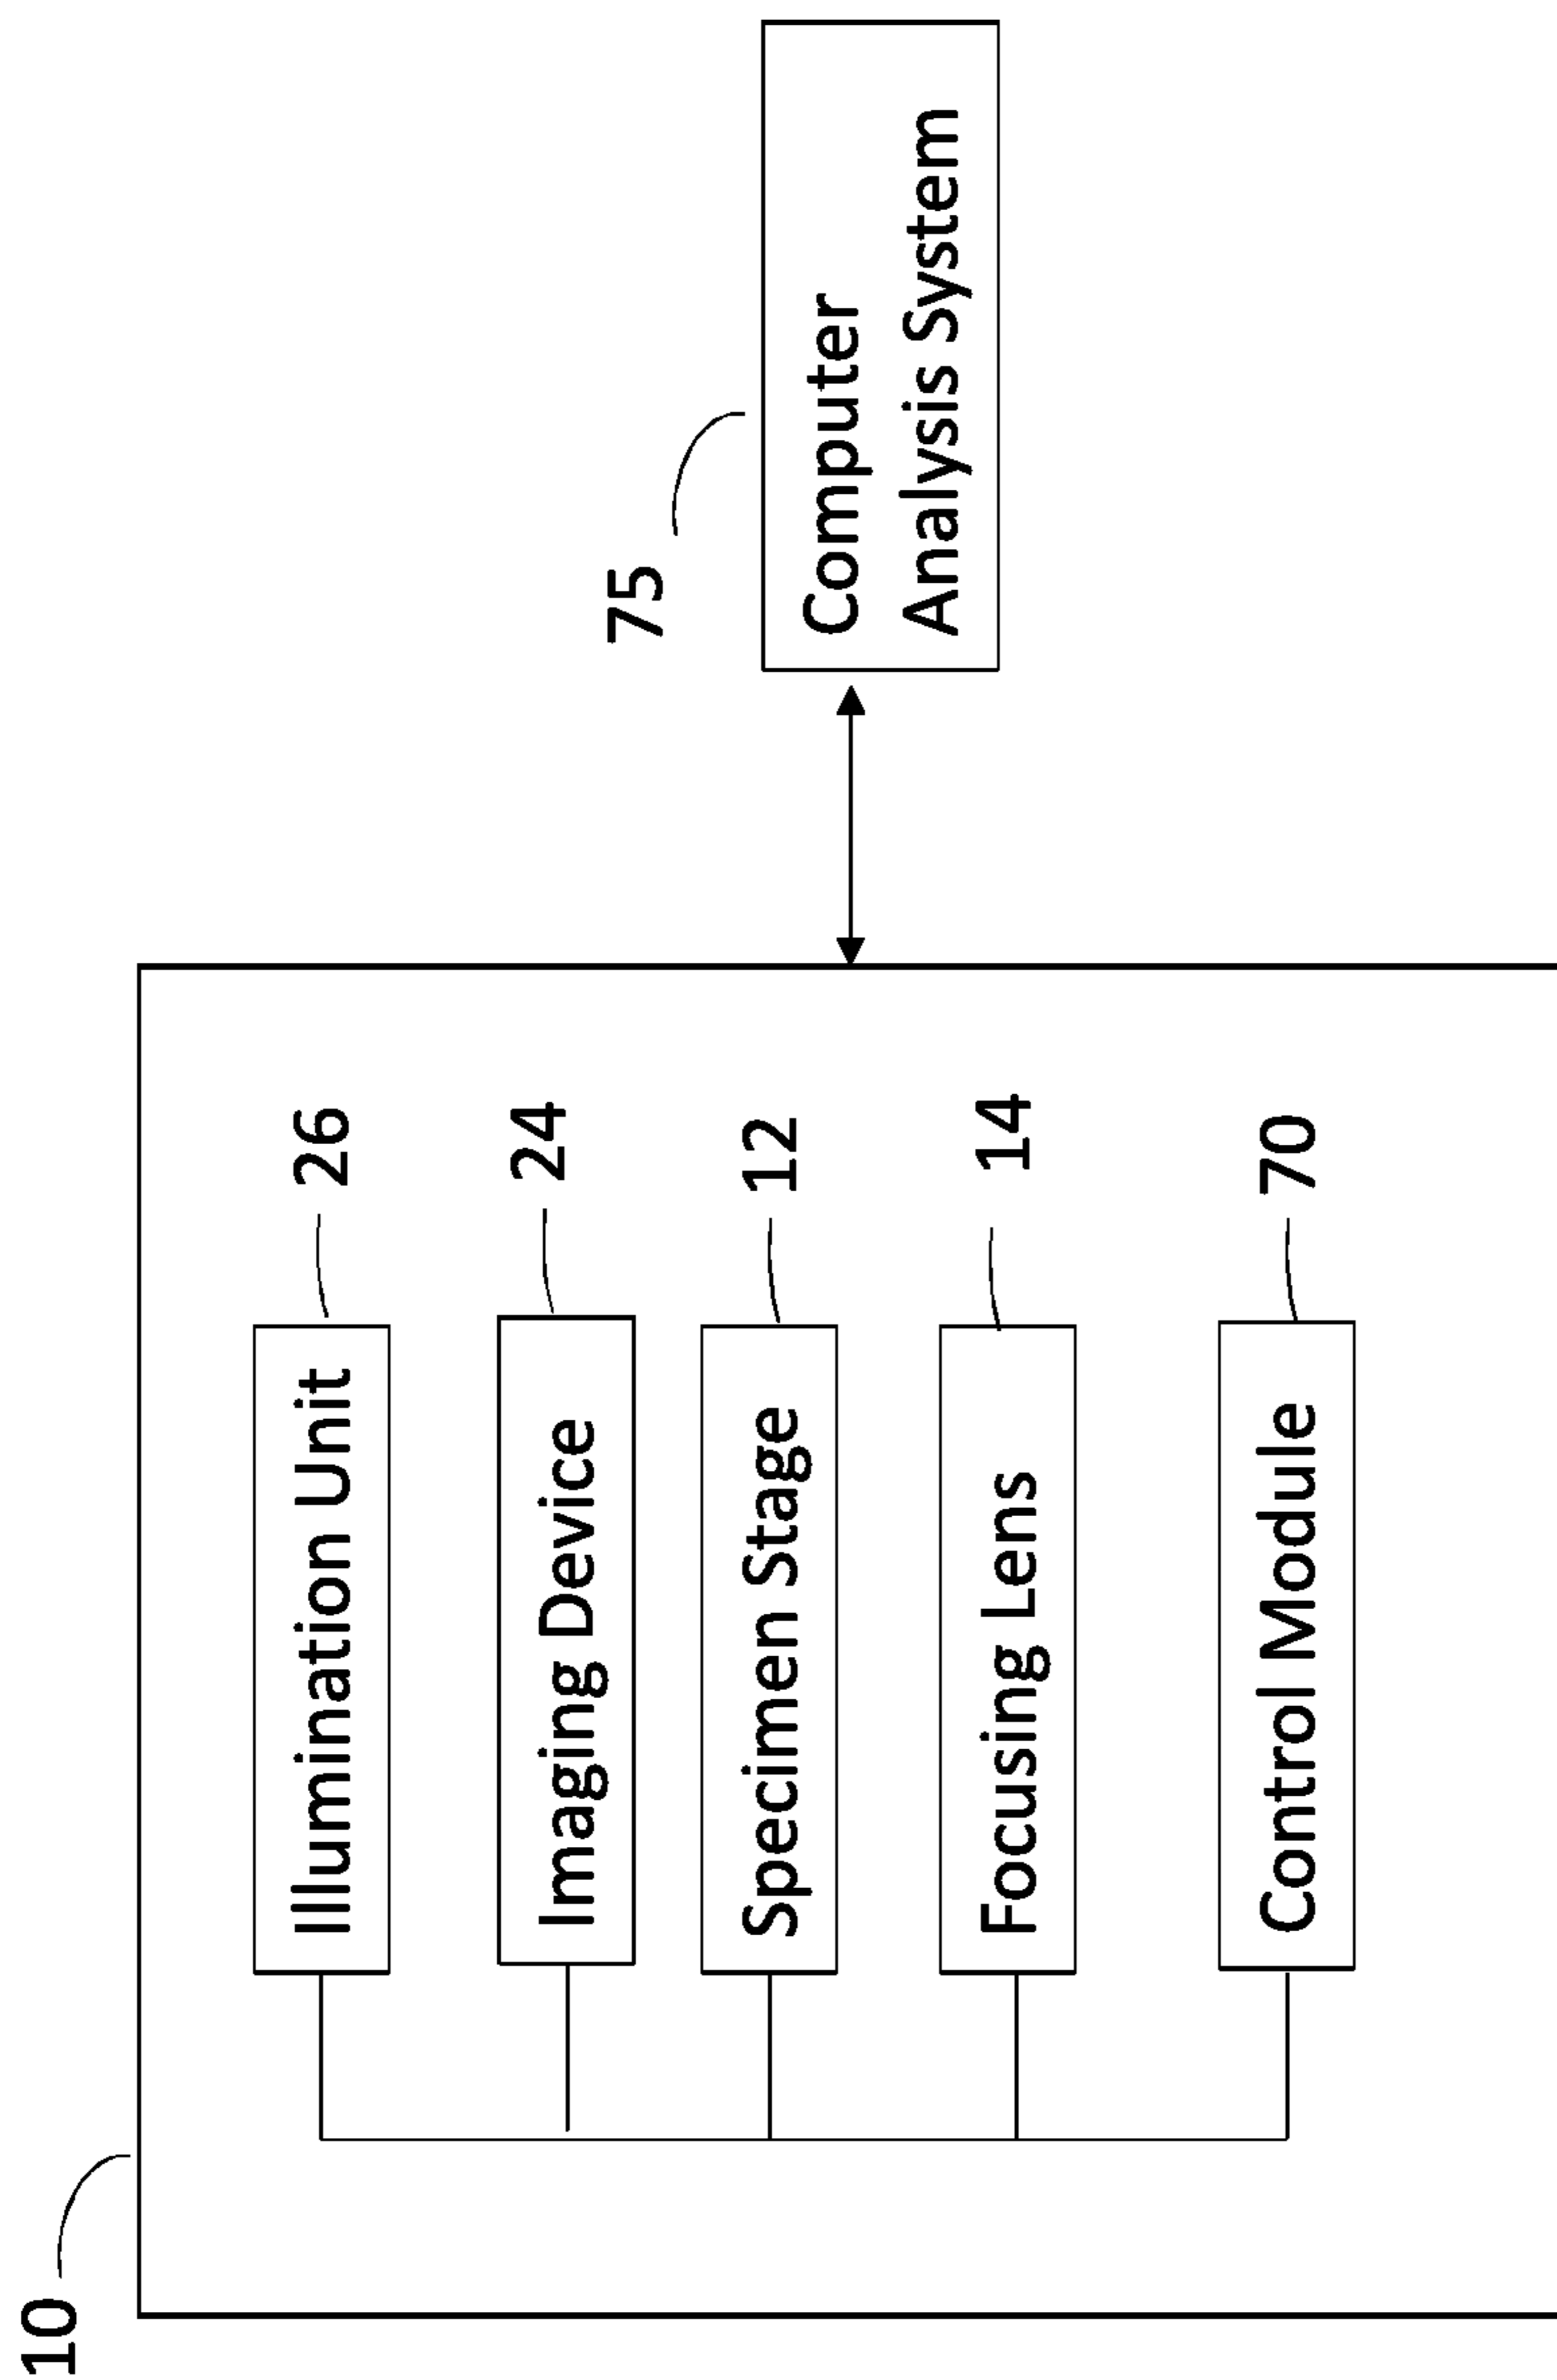 10
Illumination Unit
26
Imaging Device
24
Specimen Stage
12
Focusing Lens
14
Control Module
70
75
Computer
Analysis System